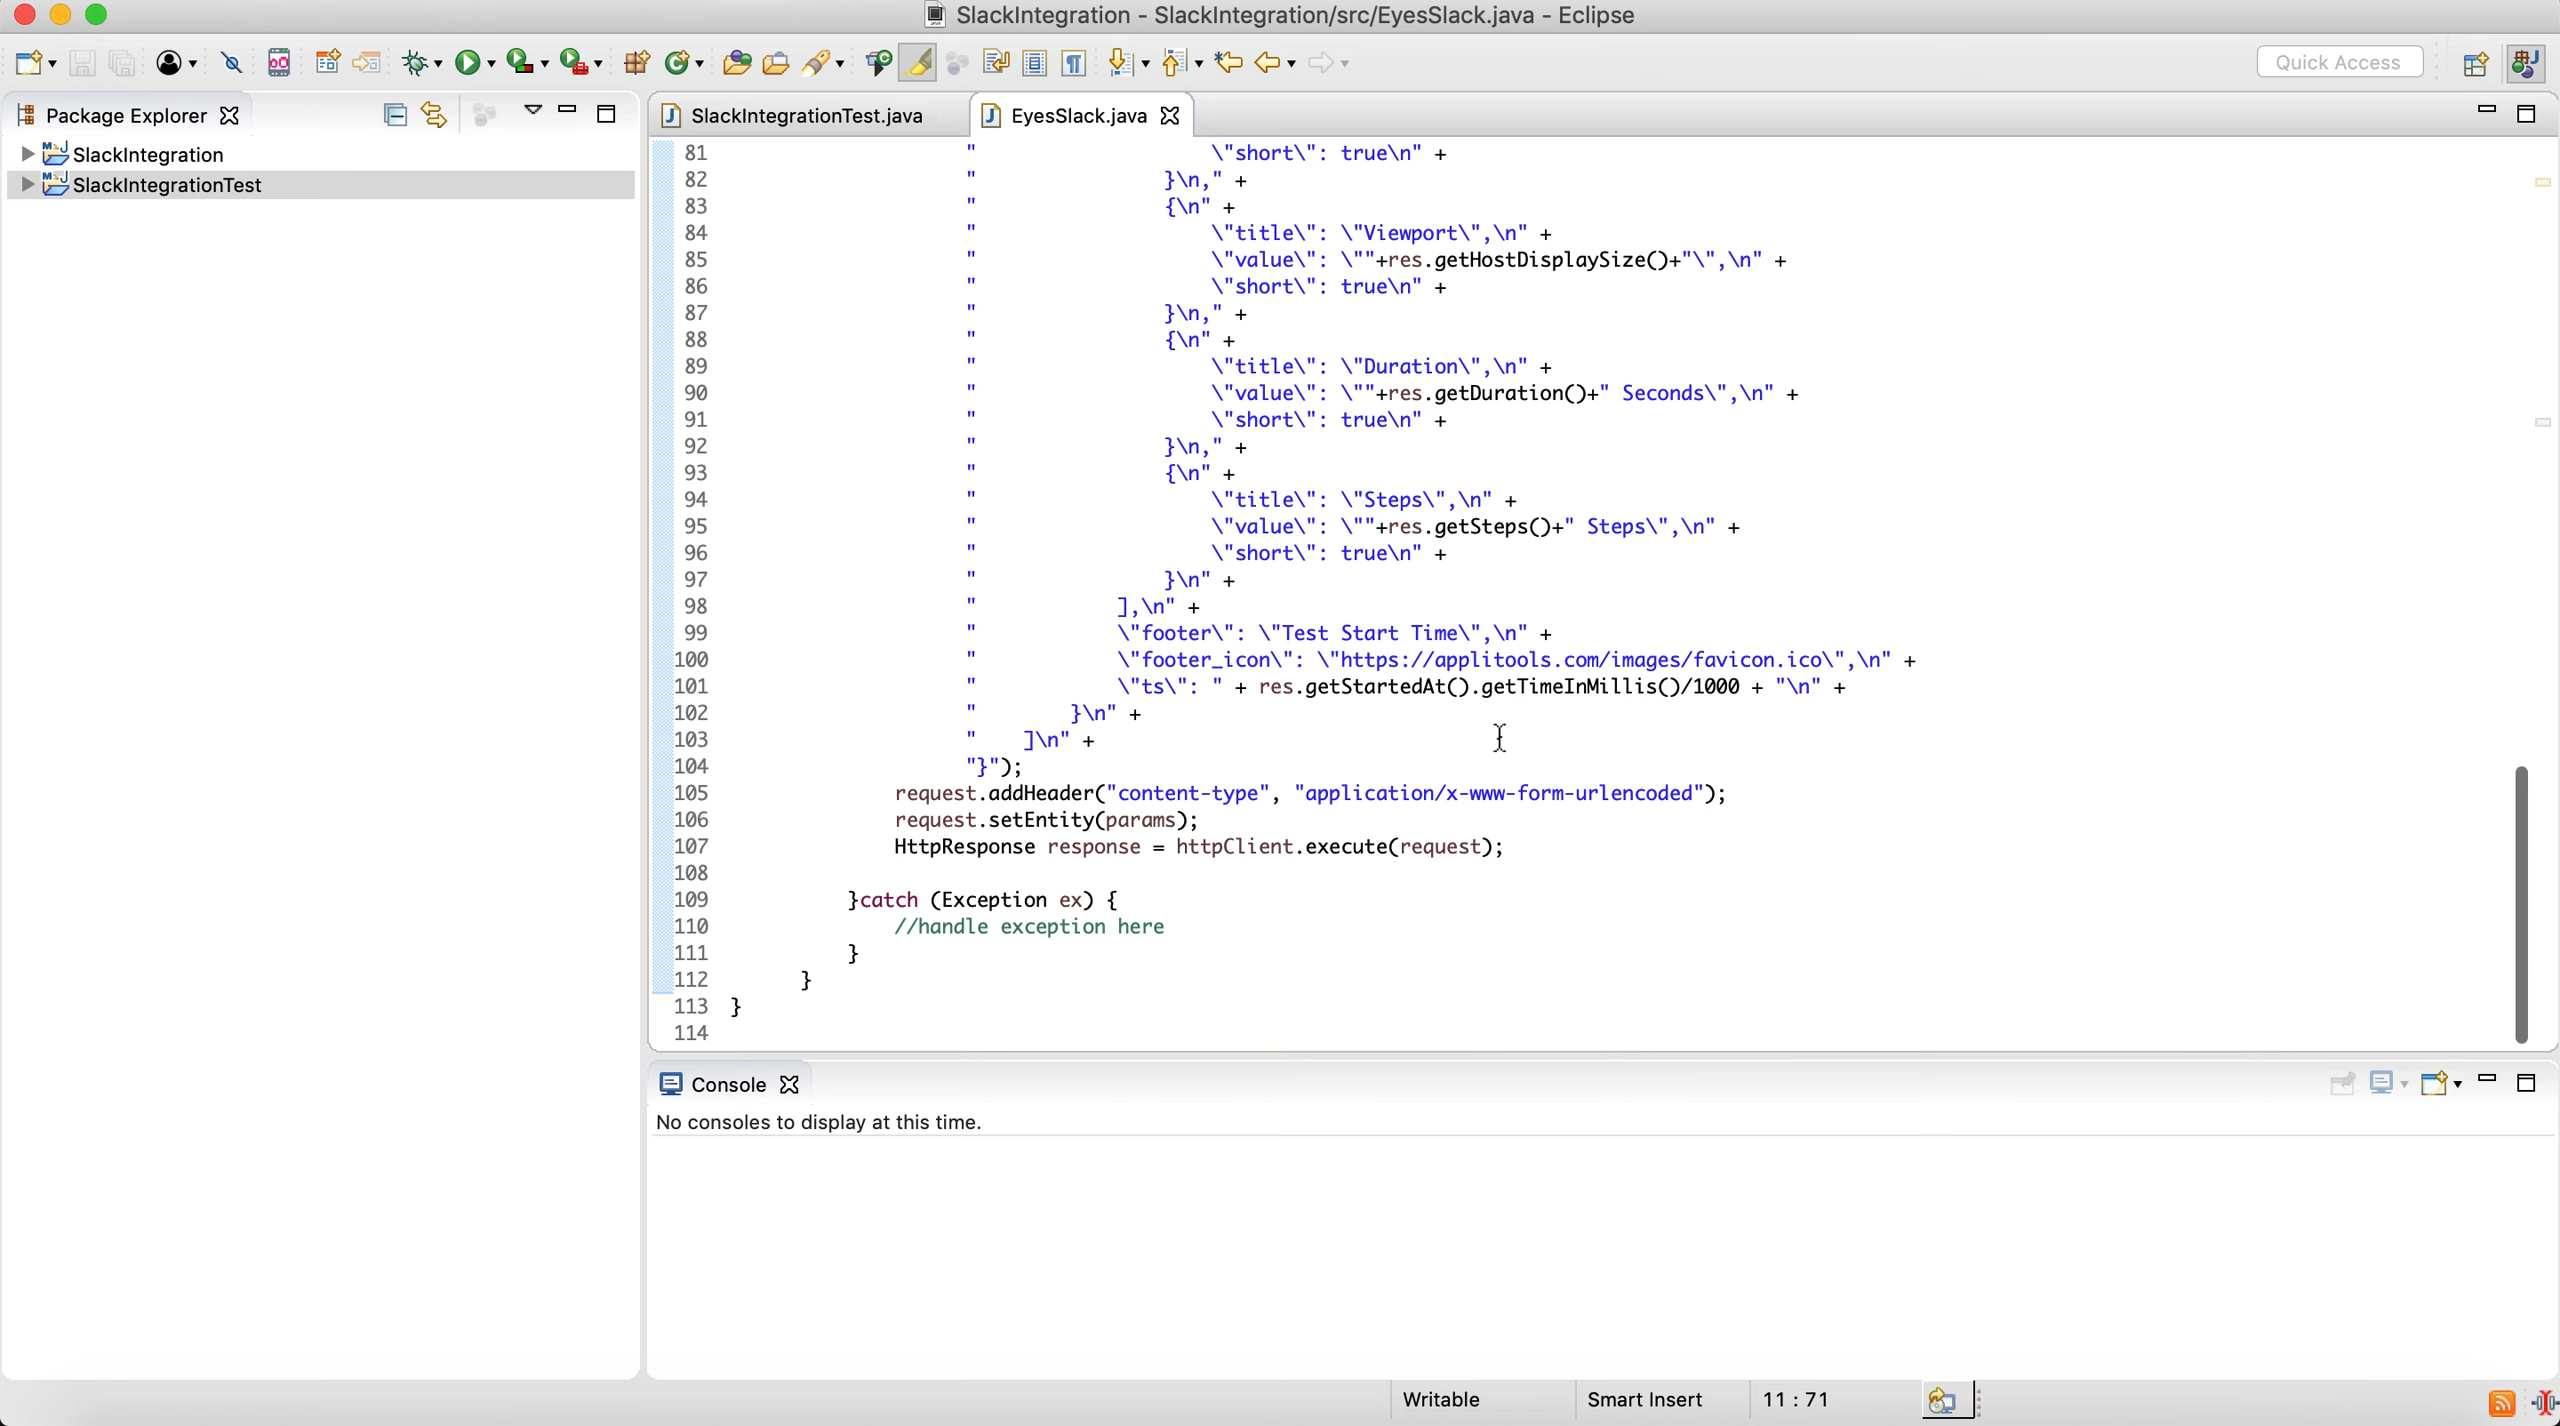 SlackIntegration - SlackIntegration/src/EyesSlack.java - Eclipse
Quick Access
Package Explorer
SlackIntegration
SlackIntegrationTest
SlackIntegrationTest.java
EyesSlack.java
81 " \"short\": true\n" +
82 " }\n," +
83 " {\n" +
84 " \"title\": \"Viewport\",\n" +
85 " \"value\": \""+res.getHostDisplaySize()+"\",\n" +
86 " \"short\": true\n" +
87 " }\n," +
88 " {\n" +
89 " \"title\": \"Duration\",\n" +
90 " \"value\": \""+res.getDuration()+" Seconds\",\n" +
91 " \"short\": true\n" +
92 " }\n," +
93 " {\n" +
94 " \"title\": \"Steps\",\n" +
95 " \"value\": \""+res.getSteps()+" Steps\",\n" +
96 " \"short\": true\n" +
97 " }\n" +
98 " ],\n" +
99 " \"footer\": \"Test Start Time\",\n" +
100 " \"footer_icon\": \"https://applitools.com/images/favicon.ico\",\n" +
101 " \"ts\": " + res.getStartedAt().getTimeInMillis()/1000 + "\n" +
102 " }\n" +
103 " ]\n" +
104 "}");
105 request.addHeader("content-type", "application/x-www-form-urlencoded");
106 request.setEntity(params);
107 HttpResponse response = httpClient.execute(request);
108
109 }catch (Exception ex) {
110 //handle exception here
111 }
112 }
113 }
114
Console
No consoles to display at this time.
Writable
Smart Insert
11 : 71